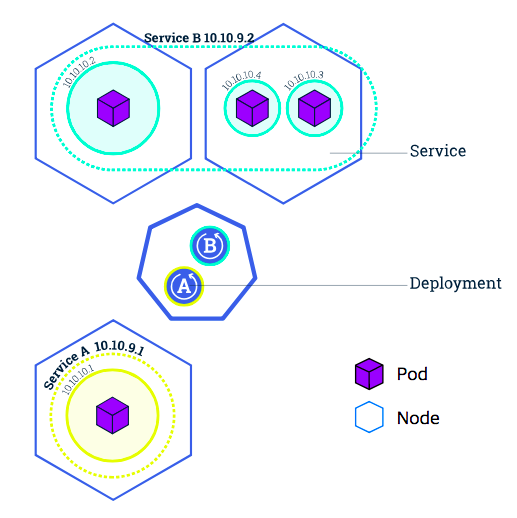 Service B 10.10.9.2
10.10.10.2
10.10.10.4
10.10.10.3
Service
B
A
Deployment
Service A 10.10.9.1
10.10.10.1
Pod
Node